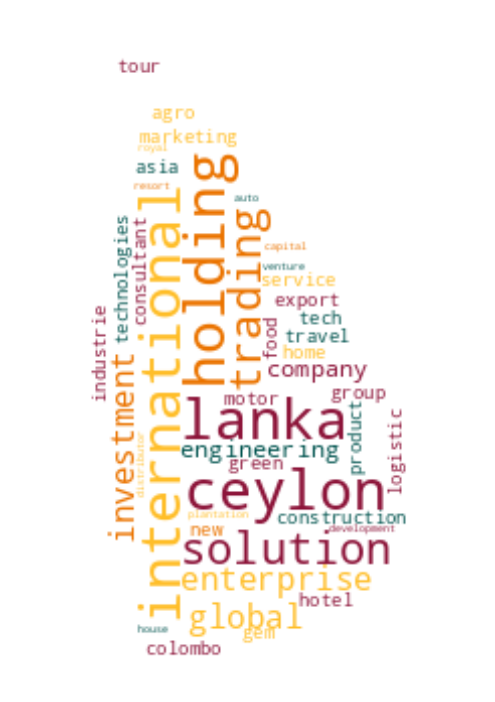 tour
agro
marketing
royal
asia
resort
holding
auto
international
trading
technologies
consultant
capital
venture
service
export
industrie
tech
food
travel
home
investment
company
motor
group
lanka
product
logistic
distributor
engineering
green
ceylon
plantation
construction
new
development
solution
enterprise
hotel
global
gem
house
colombo